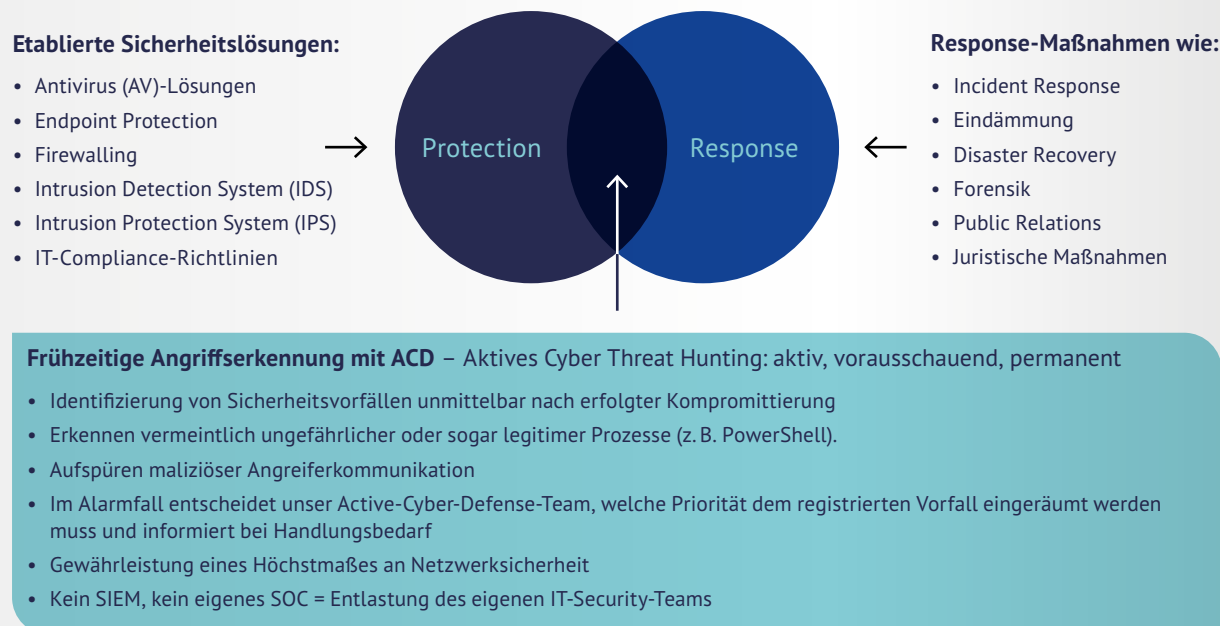 Etablierte Sicherheitslösungen:
• Antivirus (AV)-Lösungen
• Endpoint Protection
• Firewalling
• Intrusion Detection System (IDS)
• Intrusion Protection System (IPS)
• IT-Compliance-Richtlinien
Protection
Response
Response-Maßnahmen wie:
• Incident Response
• Eindämmung
• Disaster Recovery
• Forensik
• Public Relations
• Juristische Maßnahmen
Frühzeitige Angriffserkennung mit ACD – Aktives Cyber Threat Hunting: aktiv, vorausschauend, permanent
• Identifizierung von Sicherheitsvorfällen unmittelbar nach erfolgter Kompromittierung
• Erkennen vermeintlich ungefährlicher oder sogar legitimer Prozesse (z. B. PowerShell).
• Aufspüren maliziöser Angreiferkommunikation
• Im Alarmfall entscheidet unser Active-Cyber-Defense-Team, welche Priorität dem registrierten Vorfall eingeräumt werden
muss und informiert bei Handlungsbedarf
• Gewährleistung eines Höchstmaßes an Netzwerksicherheit
• Kein SIEM, kein eigenes SOC = Entlastung des eigenen IT-Security-Teams